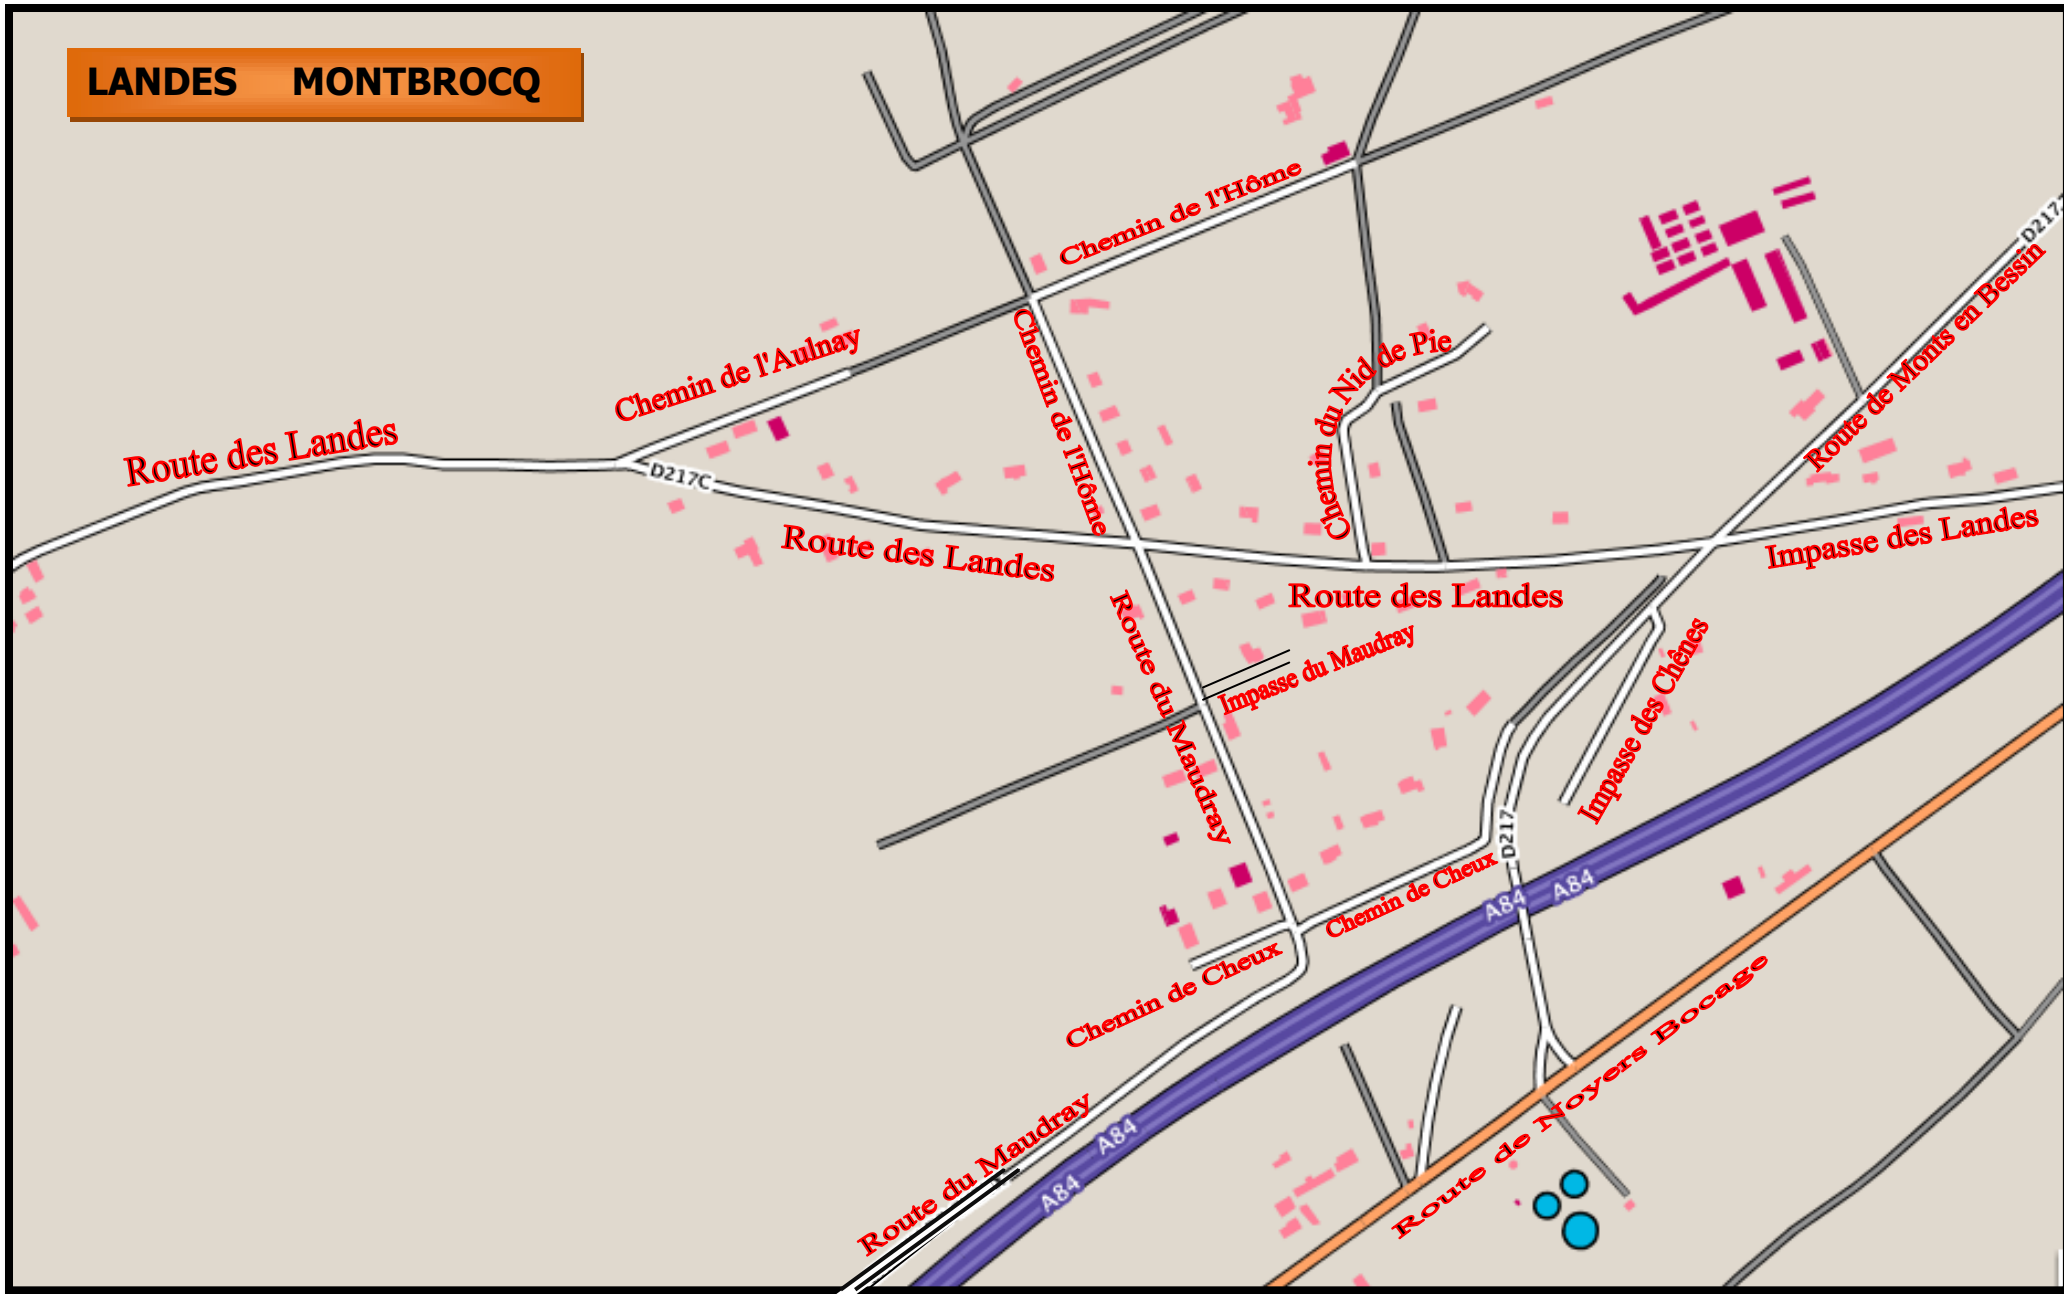 LANDES MONTBROCQ
Chemin de l'Hôme
D217
Route de Monts en Bessin
Chemin de l'Aulnay
Chemin de l'Hôme
Chemin du Nid de Pie
Route des Landes
D217C
Route des Landes
Impasse des Landes
Route des Landes
Route du Maudray
Impasse du Maudray
Impasse des Chênes
D217
Chemin de Cheux
A84
A84
Chemin de Cheux
Route de Noyers Bocage
Route du Maudray
A84
A84